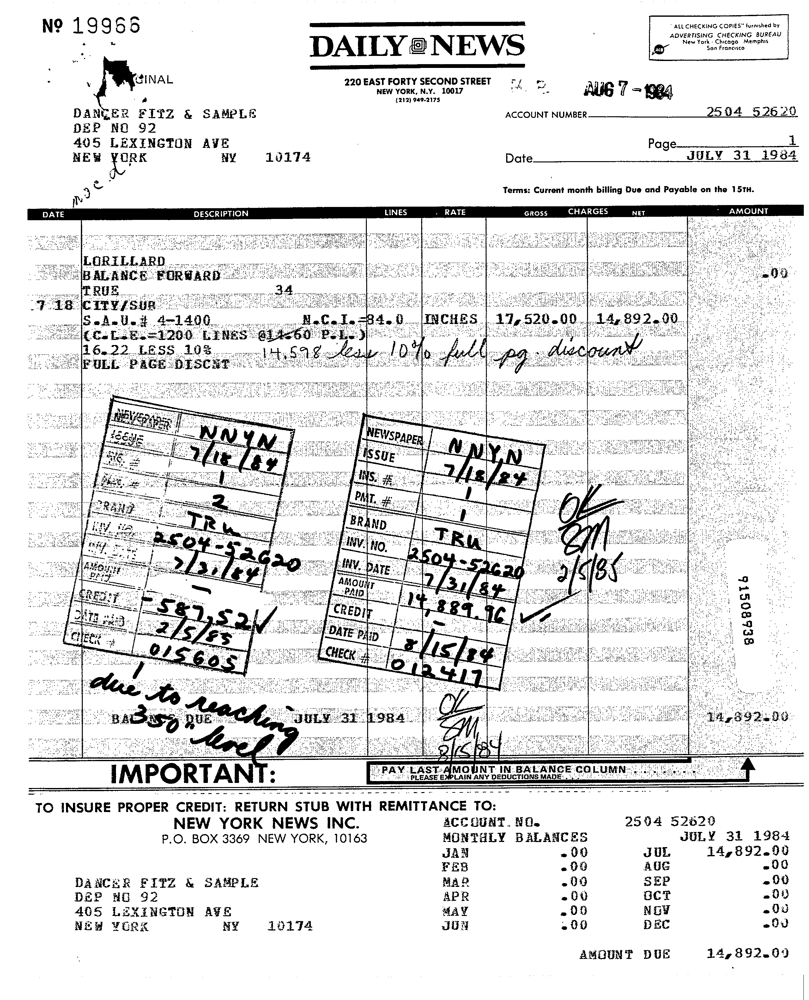 Nº 19966
DAILY NEWS
"ALL CHECKING COPIES" furnished by
ADVERTISING CHECKING BUREAU
New York Chicago Memphis
San Francisco
220 EAST FORTY SECOND STREET
NEW YORK, N.Y. 10017
(212) 949-2175
AUG 7 - 1984
DANCER FITZ & SAMPLE
DEP NO 92
405 LEXINGTON AVE
NEW YORK NY 10174
ACCOUNT NUMBER 2504 52620
Page 1
Date JULY 31 1984
Terms: Current month billing Due and Payable on the 15TH.
DATE DESCRIPTION LINES RATE GROSS CHARGES NET AMOUNT
LORILLARD
BALANCE FORWARD .00
TRUE 34
7 18 CITY/SUB
S.A.U.# 4-1400 N.C.I.=84.0 INCHES 17,520.00 14,892.00
(C.L.E.=1200 LINES @14.60 P.L.)
16.22 LESS 10% 14.598 less 10% full pg. discount
FULL PAGE DISCNT
NEWSPAPER NNYN
ISSUE 7/18/84
INS. # 1
PMT. # 2
BRAND TRU
INV. NO. 2504-52620
INV. DATE 7/31/84
AMOUNT PAID —
CREDIT -587.52 ✓
DATE PAID 2/5/85
CHECK # 015605
due to reaching
350" level
NEWSPAPER NNYN
ISSUE 7/18/84
INS. # 1
PMT. # 1
BRAND TRU
INV. NO. 2504-52620
INV. DATE 7/31/84
AMOUNT PAID 14,889.96 ✓
CREDIT —
DATE PAID 8/15/84
CHECK # 012417
OK
SM
2/5/85
OK
SM
8/15/84
91508938
BALANCE DUE JULY 31 1984 14,892.00
IMPORTANT:
PAY LAST AMOUNT IN BALANCE COLUMN
PLEASE EXPLAIN ANY DEDUCTIONS MADE
TO INSURE PROPER CREDIT: RETURN STUB WITH REMITTANCE TO:
NEW YORK NEWS INC.
P.O. BOX 3369 NEW YORK, 10163
DANCER FITZ & SAMPLE
DEP NO 92
405 LEXINGTON AVE
NEW YORK NY 10174
ACCOUNT.NO. 2504 52620
MONTHLY BALANCES JULY 31 1984
JAN .00 JUL 14,892.00
FEB .00 AUG .00
MAR .00 SEP .00
APR .00 OCT .00
MAY .00 NOV .00
JUN .00 DEC .00
AMOUNT DUE 14,892.00